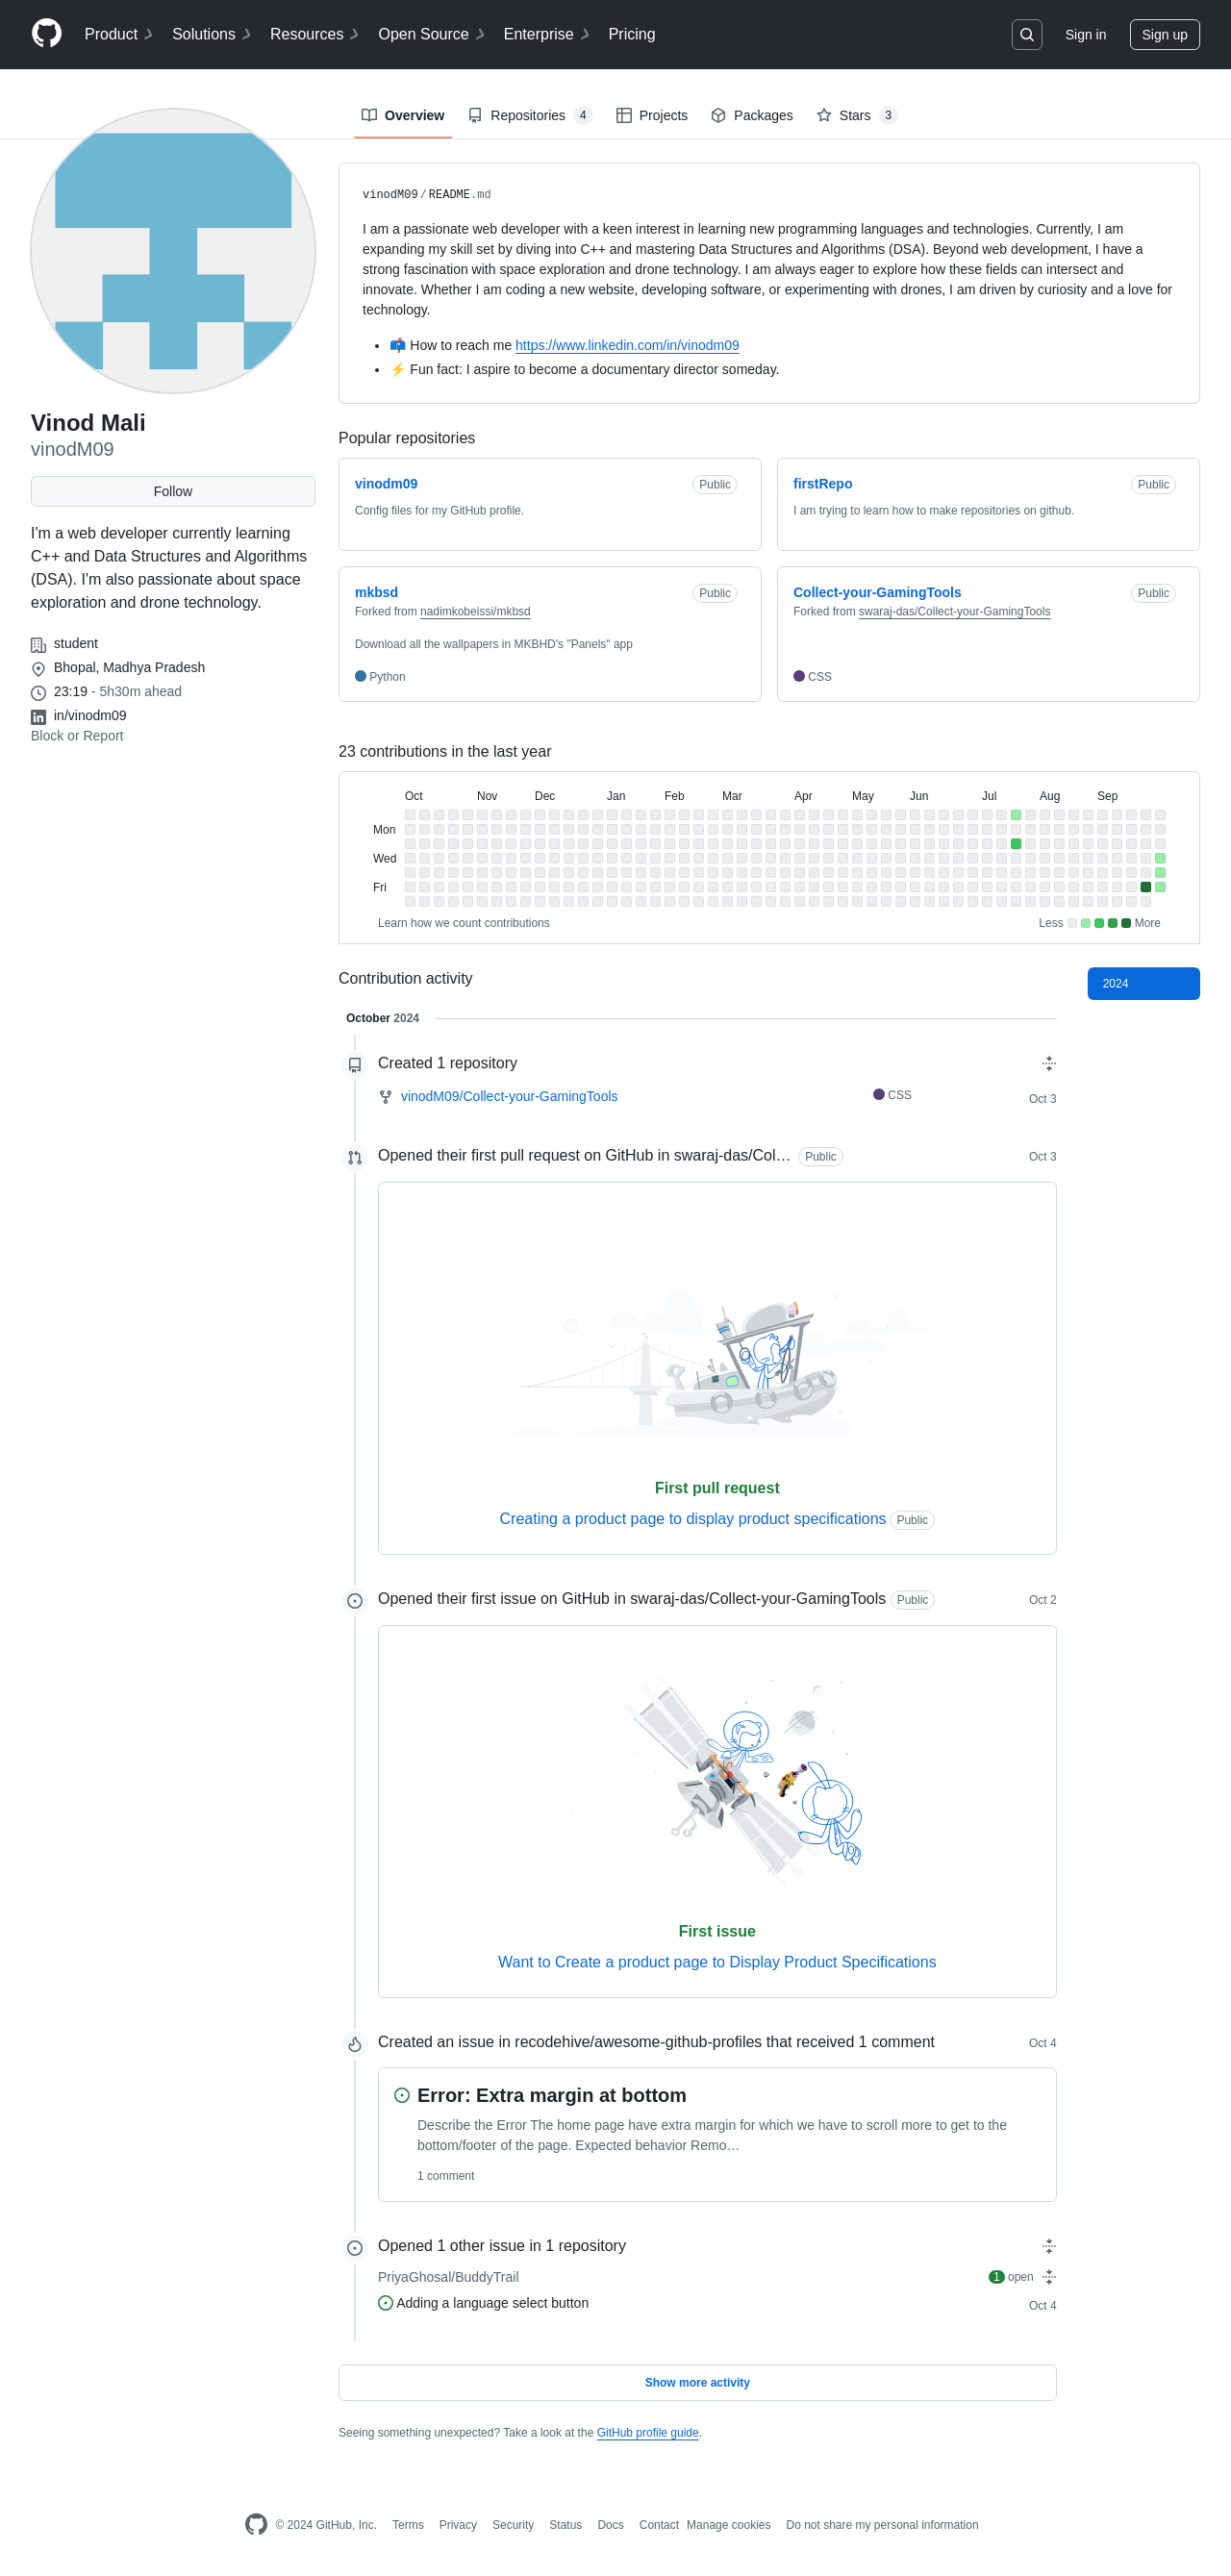 Product Solutions Resources Open Source Enterprise Pricing Sign in Sign up
Overview Repositories 4 Projects Packages Stars 3
Vinod Mali
vinodM09
Follow
I'm a web developer currently learning
C++ and Data Structures and Algorithms
(DSA). I'm also passionate about space
exploration and drone technology.
student
Bhopal, Madhya Pradesh
23:19 - 5h30m ahead
in/vinodm09
Block or Report
vinodM09/README.md
I am a passionate web developer with a keen interest in learning new programming languages and technologies. Currently, I am
expanding my skill set by diving into C++ and mastering Data Structures and Algorithms (DSA). Beyond web development, I have a
strong fascination with space exploration and drone technology. I am always eager to explore how these fields can intersect and
innovate. Whether I am coding a new website, developing software, or experimenting with drones, I am driven by curiosity and a love for
technology.
• 📫 How to reach me https://www.linkedin.com/in/vinodm09
• ⚡ Fun fact: I aspire to become a documentary director someday.
Popular repositories
vinodm09 Public
Config files for my GitHub profile.
firstRepo Public
I am trying to learn how to make repositories on github.
mkbsd Public
Forked from nadimkobeissi/mkbsd
Download all the wallpapers in MKBHD's "Panels" app
Python
Collect-your-GamingTools Public
Forked from swaraj-das/Collect-your-GamingTools
CSS
23 contributions in the last year
Oct Nov Dec Jan Feb Mar Apr May Jun Jul Aug Sep
Mon
Wed
Fri
Learn how we count contributions Less More
Contribution activity
2024
October 2024
Created 1 repository
vinodM09/Collect-your-GamingTools CSS Oct 3
Opened their first pull request on GitHub in swaraj-das/Col… Public Oct 3
First pull request
Creating a product page to display product specifications Public
Opened their first issue on GitHub in swaraj-das/Collect-your-GamingTools Public Oct 2
First issue
Want to Create a product page to Display Product Specifications
Created an issue in recodehive/awesome-github-profiles that received 1 comment Oct 4
Error: Extra margin at bottom
Describe the Error The home page have extra margin for which we have to scroll more to get to the
bottom/footer of the page. Expected behavior Remo…
1 comment
Opened 1 other issue in 1 repository
PriyaGhosal/BuddyTrail 1 open
Adding a language select button Oct 4
Show more activity
Seeing something unexpected? Take a look at the GitHub profile guide.
© 2024 GitHub, Inc. Terms Privacy Security Status Docs Contact Manage cookies Do not share my personal information